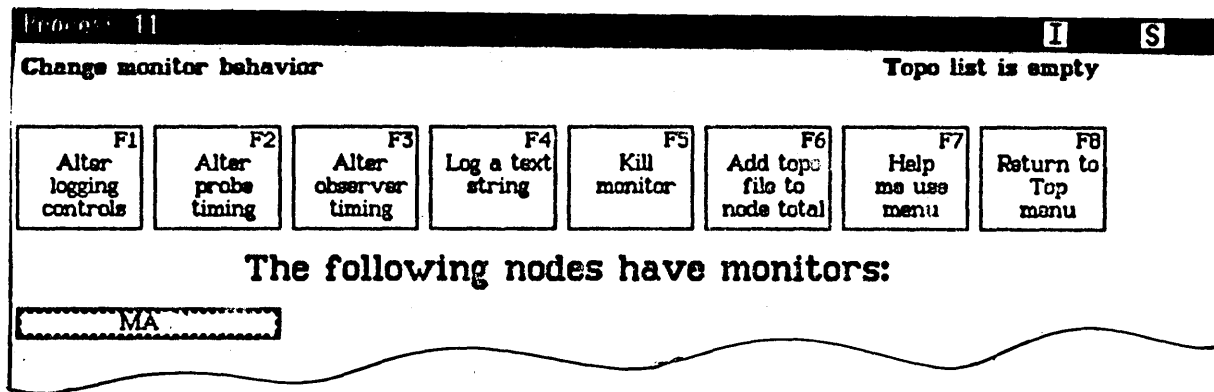 Process 11
I S
Change monitor behavior Topo list is empty
F1
Alter
logging
controls
F2
Alter
probe
timing
F3
Alter
observer
timing
F4
Log a text
string
F5
Kill
monitor
F6
Add topo
file to
node total
F7
Help
me use
menu
F8
Return to
Top
menu
The following nodes have monitors:
MA